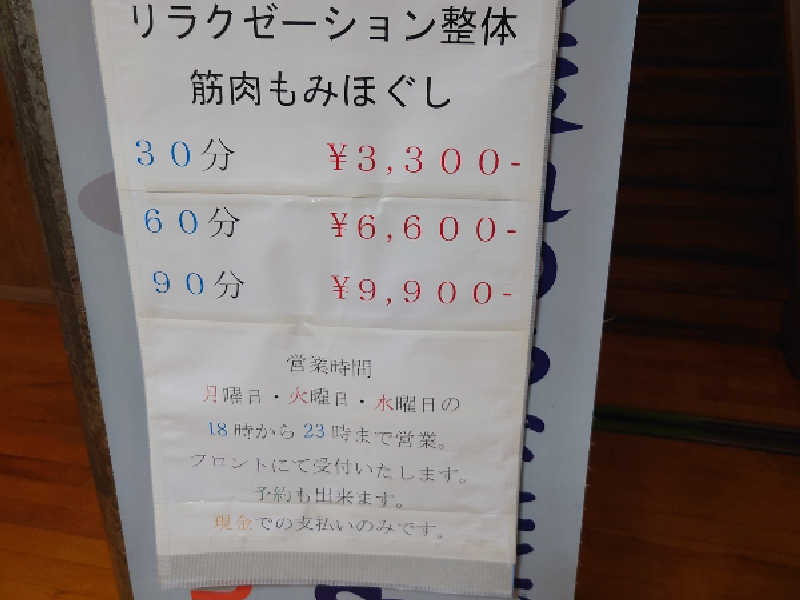 リラクゼーション整体
筋肉もみほぐし
30分 ¥3,300-
60分 ¥6,600-
90分 ¥9,900-
営業時間
月曜日・火曜日・水曜日の
18時から23時まで営業。
フロントにて受付いたします。
予約も出来ます。
現金での支払いのみです。